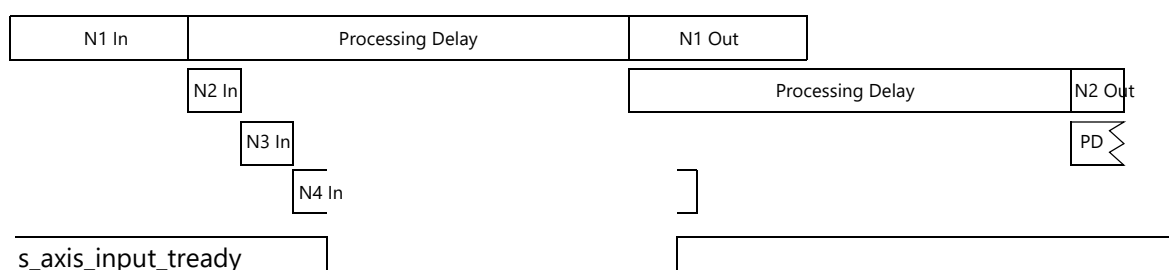 N1 In Processing Delay N1 Out
N2 In Processing Delay N2 Out
N3 In PD
N4 In
s_axis_input_tready